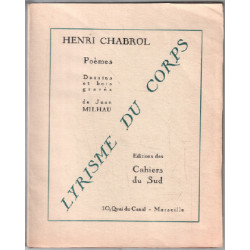 HENRI CHABROL
Poèmes
Dessins
et bois
gravés
de Jean
MILHAU
LYRISME DU CORPS
Editions des
Cahiers
du Sud
10, Quai du Canal - Marseille